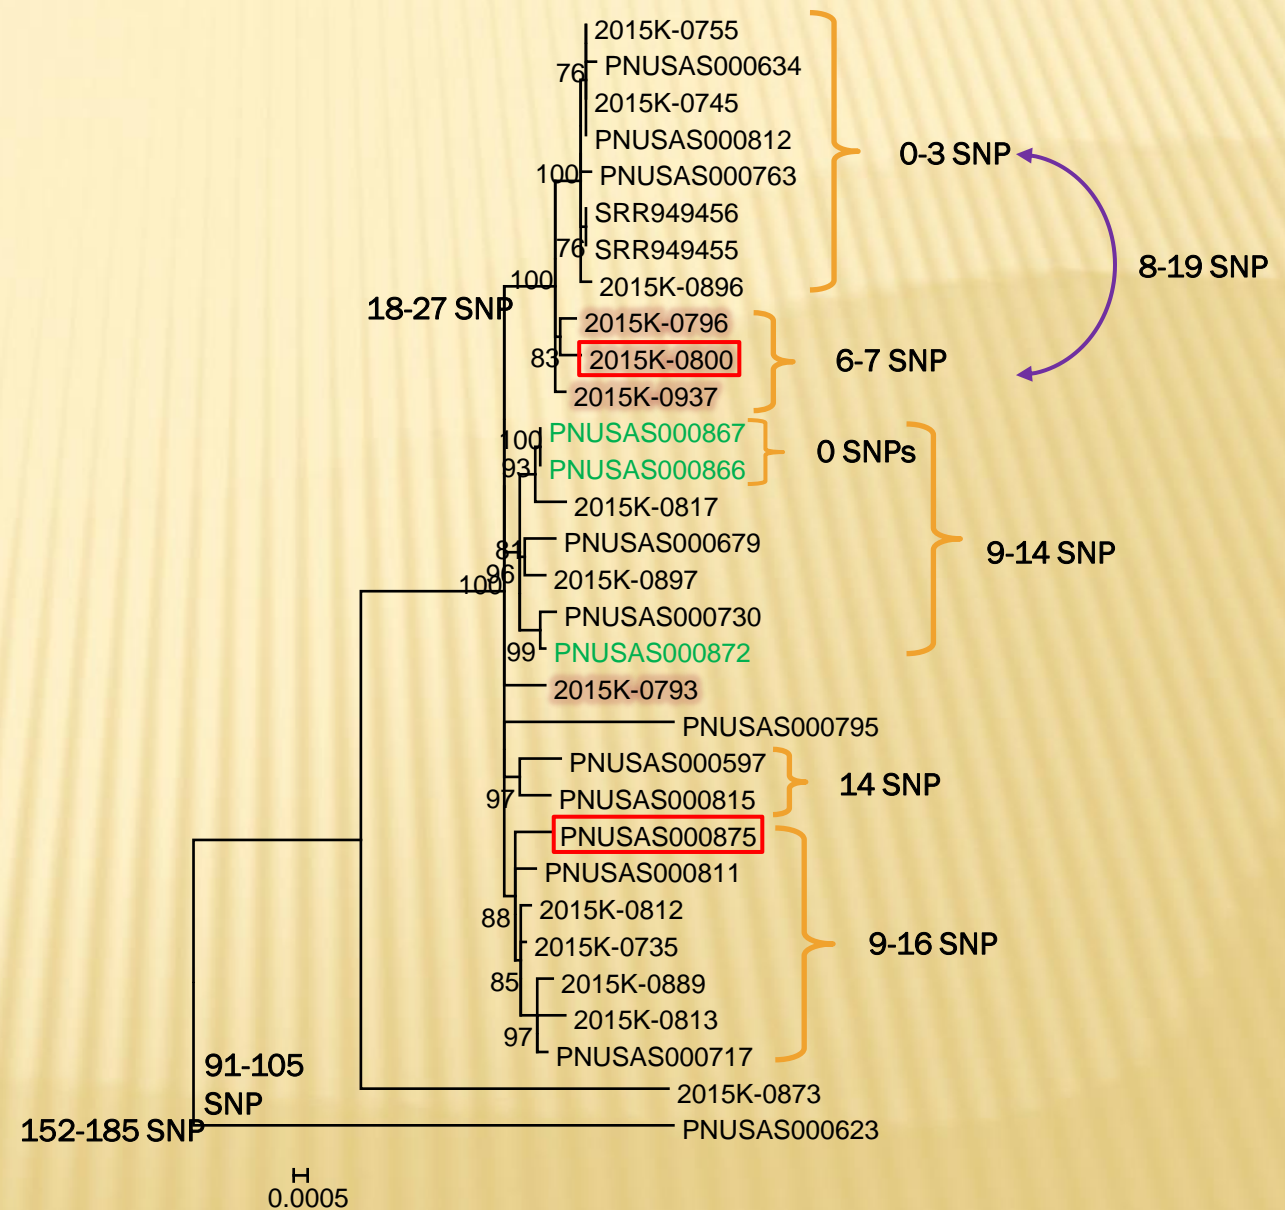 2015K-0755
76
PNUSAS000634
2015K-0745
PNUSAS000812
0-3 SNP
100
PNUSAS000763
SRR949456
76
SRR949455
8-19 SNP
100
2015K-0896
18-27 SNP
2015K-0796
83
2015K-0800
6-7 SNP
2015K-0937
100
PNUSAS000867
0 SNPs
93
PNUSAS000866
2015K-0817
81
PNUSAS000679
9-14 SNP
96
100
2015K-0897
PNUSAS000730
99
PNUSAS000872
2015K-0793
PNUSAS000795
PNUSAS000597
14 SNP
97
PNUSAS000815
PNUSAS000875
PNUSAS000811
88
2015K-0812
2015K-0735
9-16 SNP
85
2015K-0889
2015K-0813
97
PNUSAS000717
91-105
SNP
2015K-0873
152-185 SNP
PNUSAS000623
0.0005